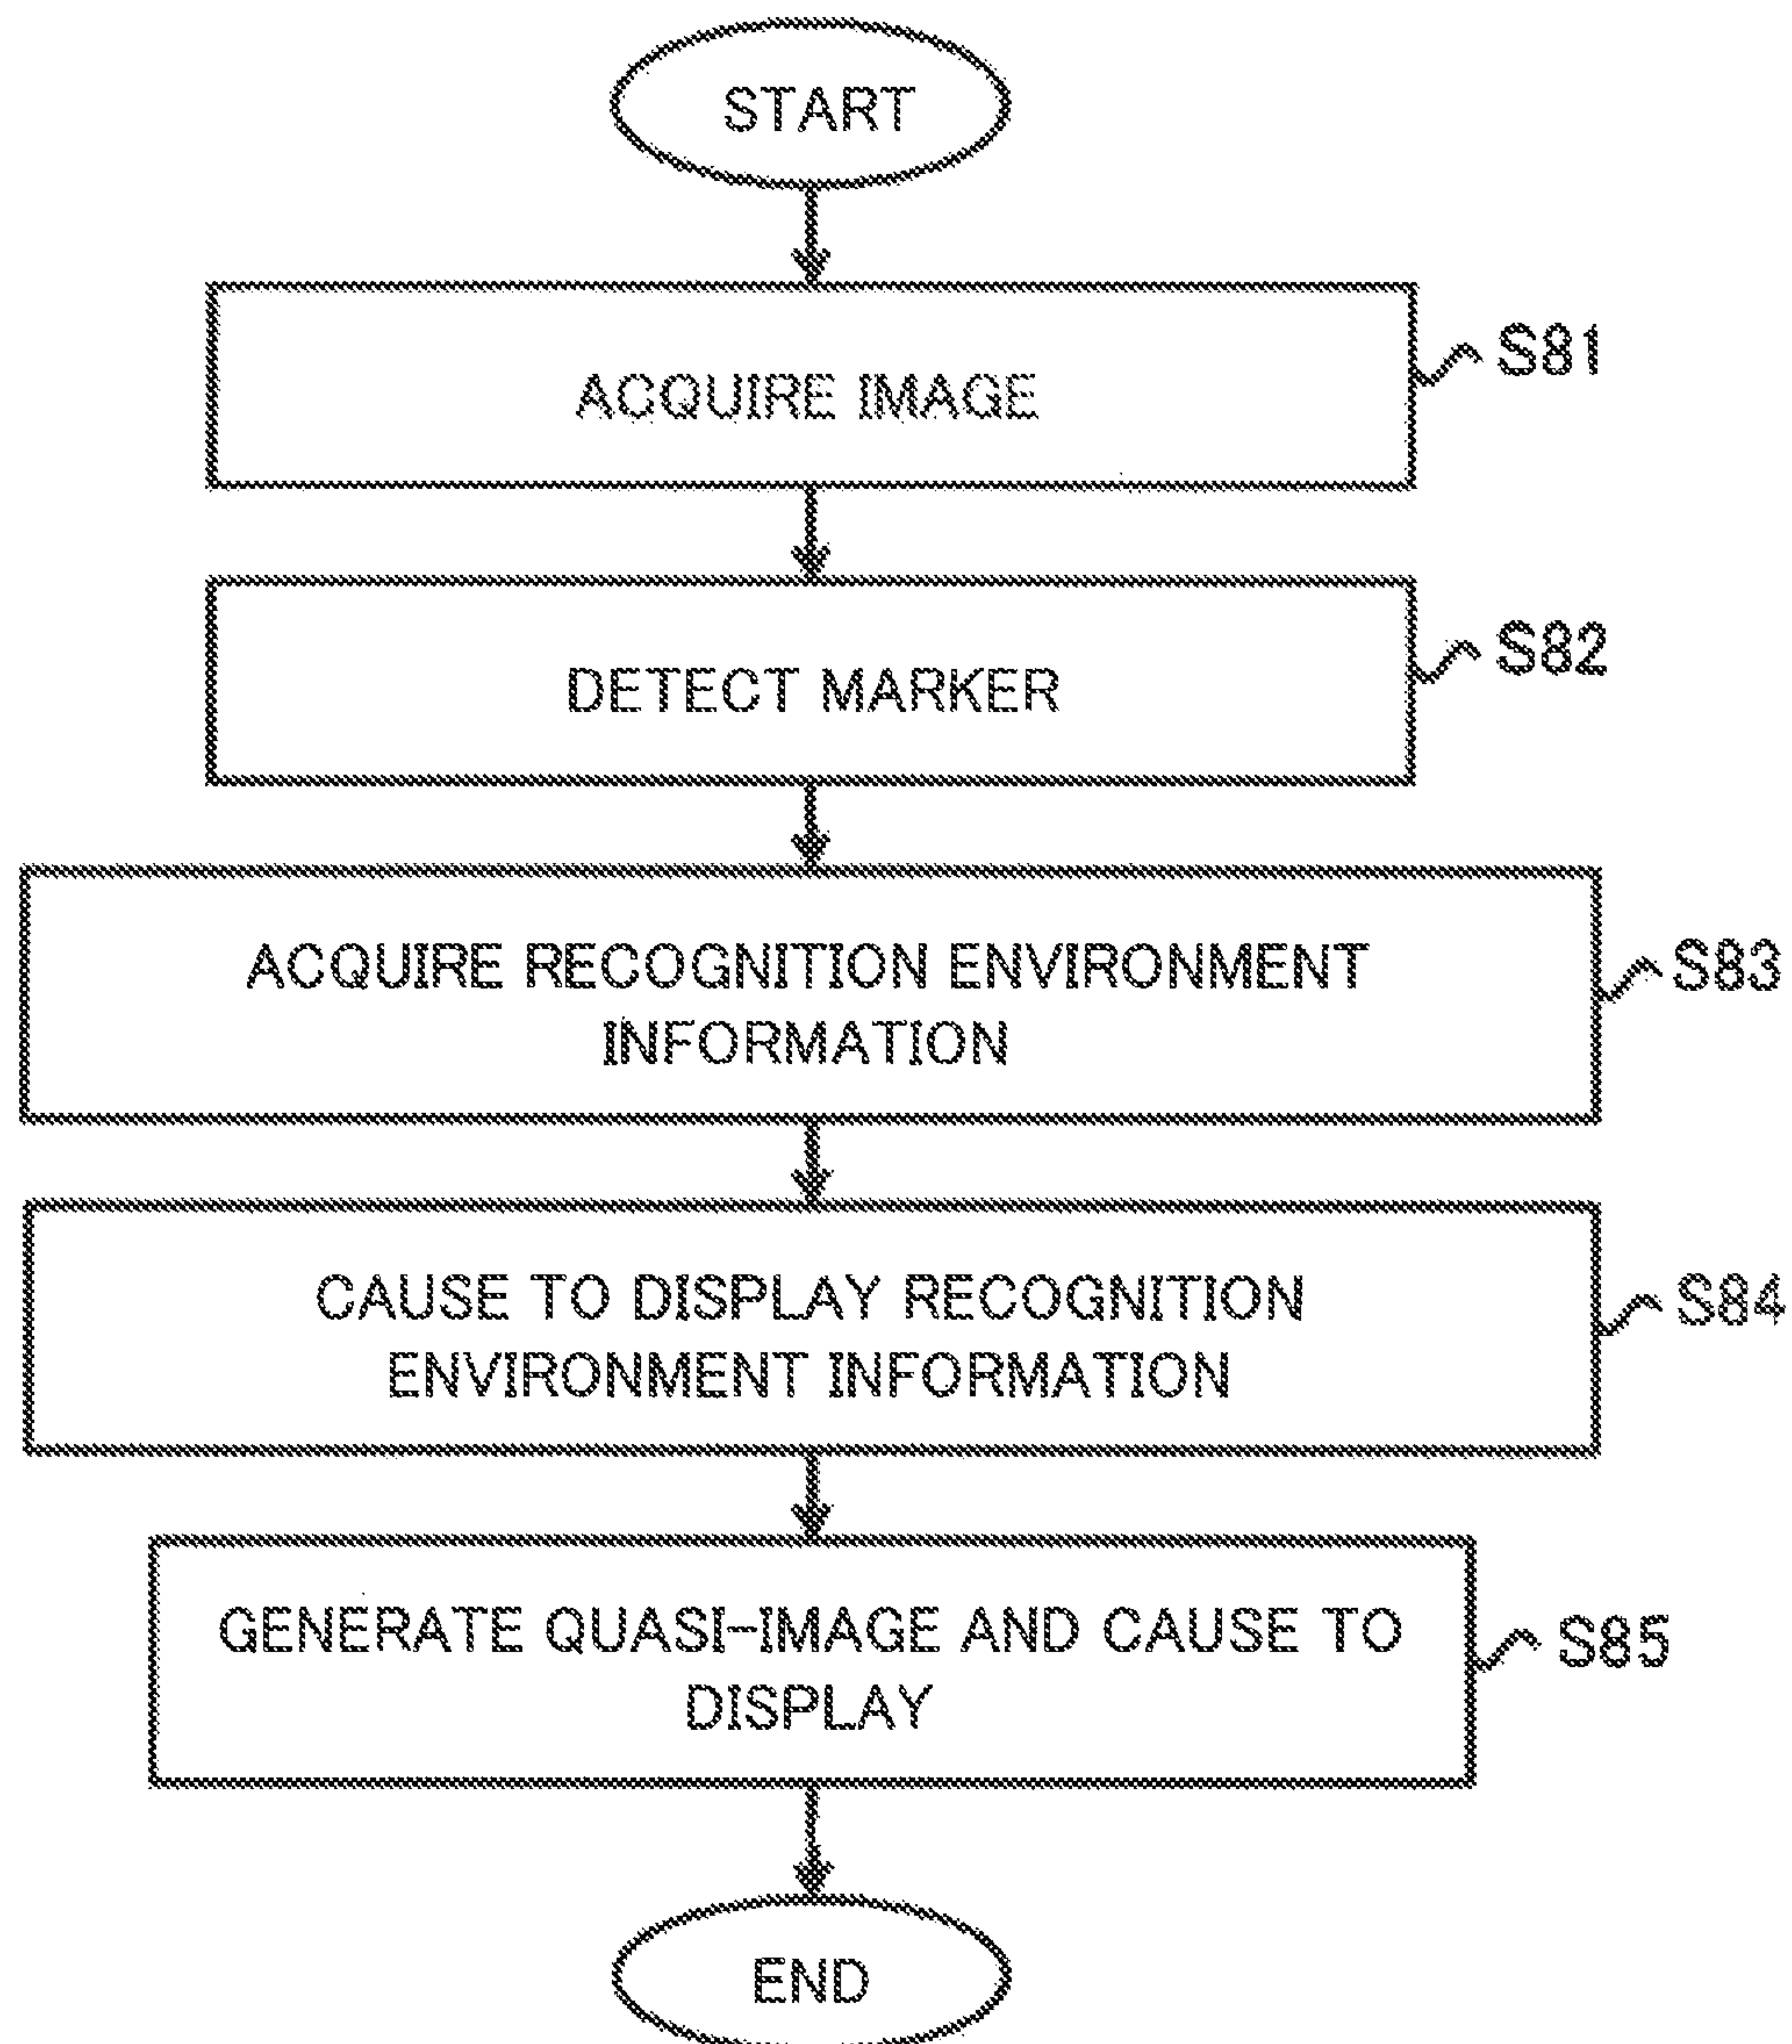 START
ACQUIRE IMAGE
S81
DETECT MARKER
S82
ACQUIRE RECOGNITION ENVIRONMENT
INFORMATION
S83
CAUSE TO DISPLAY RECOGNITION
ENVIRONMENT INFORMATION
S84
GENERATE QUASI-IMAGE AND CAUSE TO
DISPLAY
S85
END